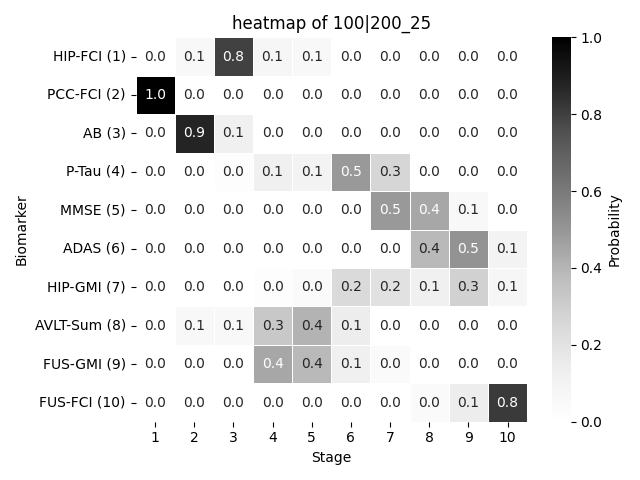 heatmap of 100|200_25
HIP-FCI (1) 0.0 0.1 0.8 0.1 0.1 0.0 0.0 0.0 0.0 0.0
PCC-FCI (2) 1.0 0.0 0.0 0.0 0.0 0.0 0.0 0.0 0.0 0.0
AB (3) 0.0 0.9 0.1 0.0 0.0 0.0 0.0 0.0 0.0 0.0
P-Tau (4) 0.0 0.0 0.0 0.1 0.1 0.5 0.3 0.0 0.0 0.0
MMSE (5) 0.0 0.0 0.0 0.0 0.0 0.0 0.5 0.4 0.1 0.0
ADAS (6) 0.0 0.0 0.0 0.0 0.0 0.0 0.0 0.4 0.5 0.1
HIP-GMI (7) 0.0 0.0 0.0 0.0 0.0 0.2 0.2 0.1 0.3 0.1
AVLT-Sum (8) 0.0 0.1 0.1 0.3 0.4 0.1 0.0 0.0 0.0 0.0
FUS-GMI (9) 0.0 0.0 0.0 0.4 0.4 0.1 0.0 0.0 0.0 0.0
FUS-FCI (10) 0.0 0.0 0.0 0.0 0.0 0.0 0.0 0.0 0.1 0.8
1 2 3 4 5 6 7 8 9 10
Stage
Biomarker
1.0
0.8
0.6
0.4
0.2
0.0
Probability